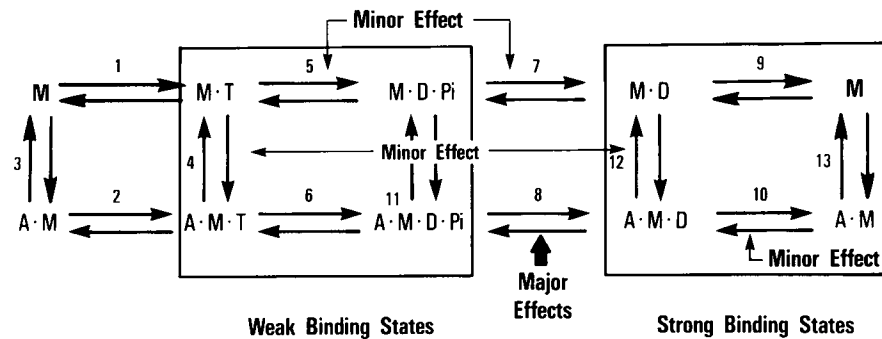 Minor Effect
1 5 7 9
M M · T M · D · Pi M · D M
3 4 Minor Effect 12 13
11
2 6 8 10
A · M A · M · T A · M · D · Pi A · M · D A · M
Major
Effects
Minor Effect
Weak Binding States Strong Binding States